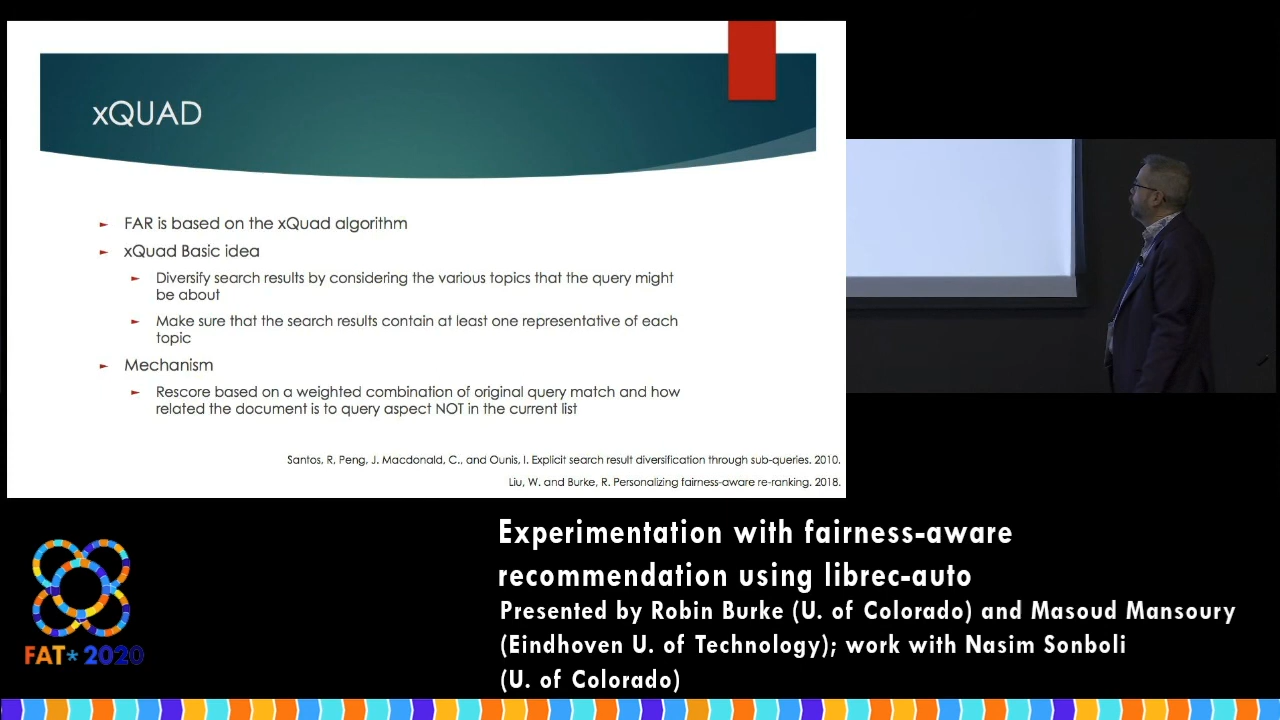 xQUAD
► FAR is based on the xQuad algorithm
► xQuad Basic idea
► Diversify search results by considering the various topics that the query might
be about
► Make sure that the search results contain at least one representative of each
topic
► Mechanism
► Rescore based on a weighted combination of original query match and how
related the document is to query aspect NOT in the current list
Santos, R, Peng, J. Macdonald, C., and Ounis, I. Explicit search result diversification through sub-queries. 2010.
Liu, W. and Burke, R. Personalizing fairness-aware re-ranking. 2018.
Experimentation with fairness-aware
recommendation using librec-auto
Presented by Robin Burke (U. of Colorado) and Masoud Mansoury
(Eindhoven U. of Technology); work with Nasim Sonboli
(U. of Colorado)
FAT* 2020